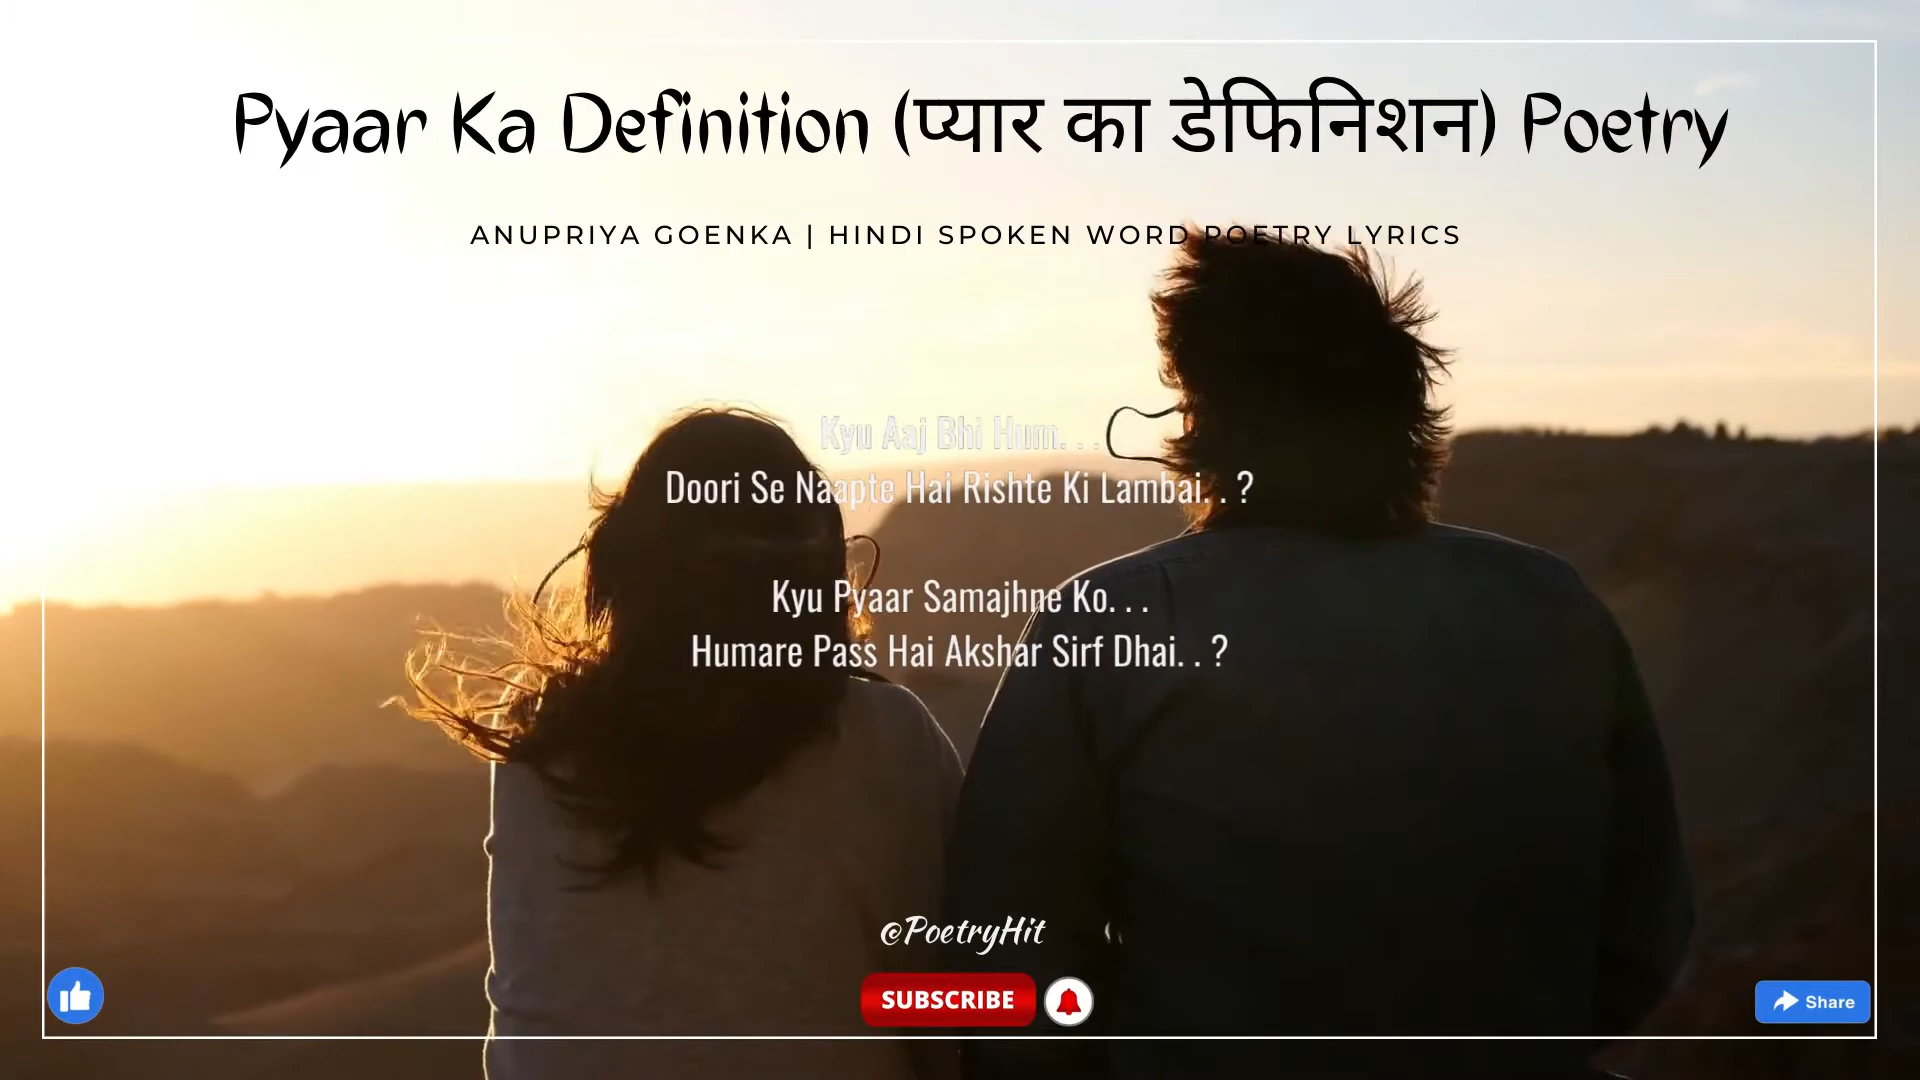 Pyaar Ka Definition (प्यार का डेफिनिशन) Poetry
ANUPRIYA GOENKA | HINDI SPOKEN WORD POETRY LYRICS
Kyu Aaj Bhi Hum. . .
Doori Se Naapte Hai Rishte Ki Lambai. . ?
Kyu Pyaar Samajhne Ko. . .
Humare Pass Hai Akshar Sirf Dhai. . ?
@PoetryHit
SUBSCRIBE
Share